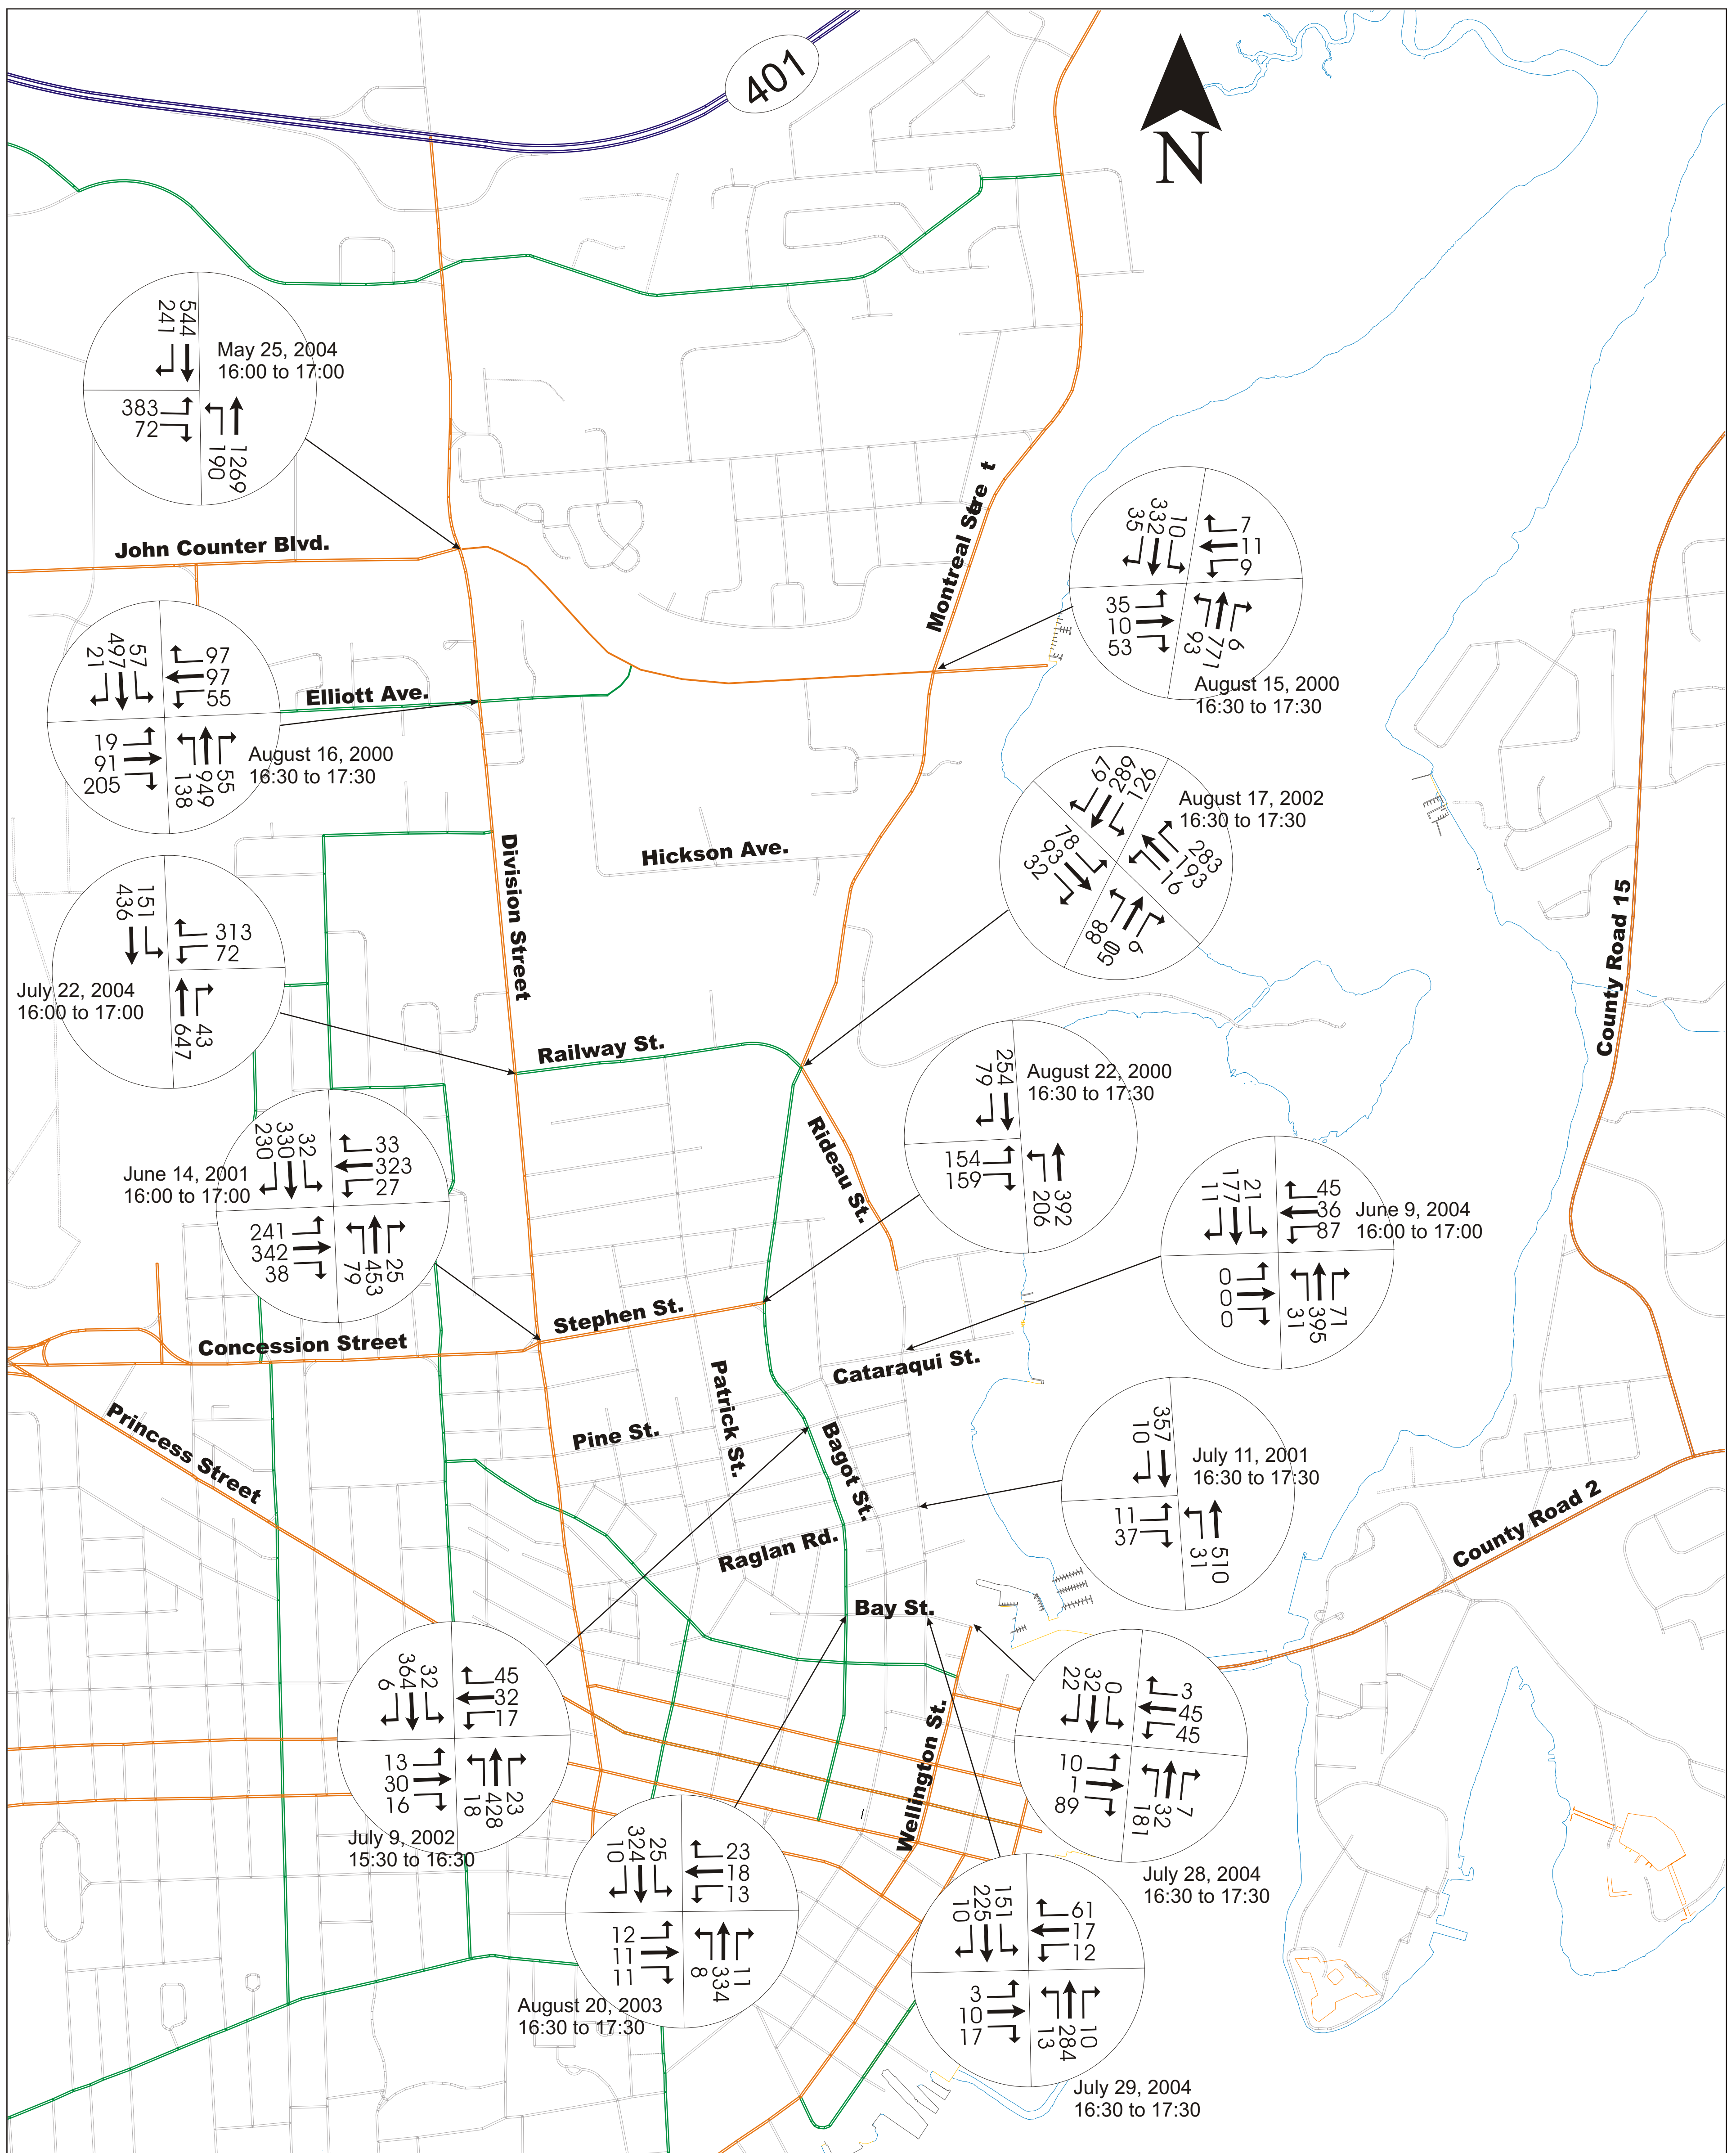 401
N
544
241
May 25, 2004
16:00 to 17:00
383
72
1269
190
John Counter Blvd.
Montreal Stre t
10
332
35
7
11
9
35
10
53
6
771
93
August 15, 2000
16:30 to 17:30
57
497
21
97
97
55
Elliott Ave.
19
91
205
55
949
138
August 16, 2000
16:30 to 17:30
67
289
126
August 17, 2002
16:30 to 17:30
78
93
32
283
193
16
88
50
9
Division Street
Hickson Ave.
County Road 15
151
436
313
72
July 22, 2004
16:00 to 17:00
43
647
Railway St.
254
79
August 22, 2000
16:30 to 17:30
154
159
392
206
Rideau St.
32
330
230
33
323
27
June 14, 2001
16:00 to 17:00
241
342
38
25
453
79
21
177
11
45
36
87
June 9, 2004
16:00 to 17:00
0
0
0
71
395
31
Stephen St.
Concession Street
Cataraqui St.
Patrick St.
Princess Street
Pine St.
Bagot St.
357
10
July 11, 2001
16:30 to 17:30
11
37
510
31
County Road 2
Raglan Rd.
Bay St.
32
364
6
45
32
17
13
30
16
23
428
18
July 9, 2002
15:30 to 16:30
0
32
22
3
45
45
10
1
89
7
32
181
July 28, 2004
16:30 to 17:30
Wellington St.
25
324
10
23
18
13
12
11
11
11
334
8
August 20, 2003
16:30 to 17:30
151
225
10
61
17
12
3
10
17
10
284
13
July 29, 2004
16:30 to 17:30